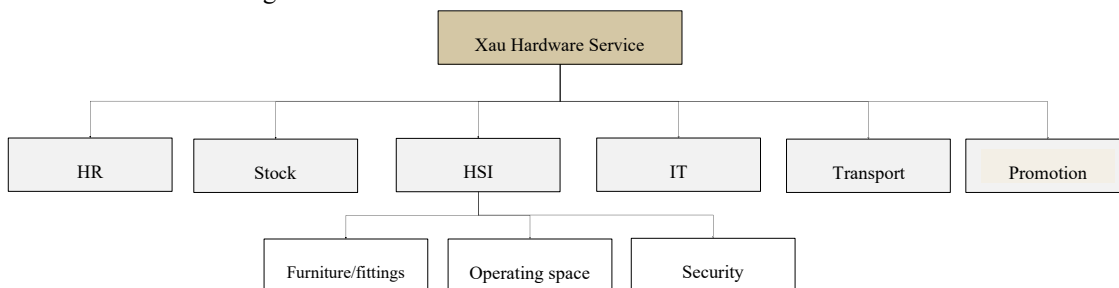 Xau Hardware Service
HR
Stock
HSI
IT
Transport
Promotion
Furniture/fittings
Operating space
Security